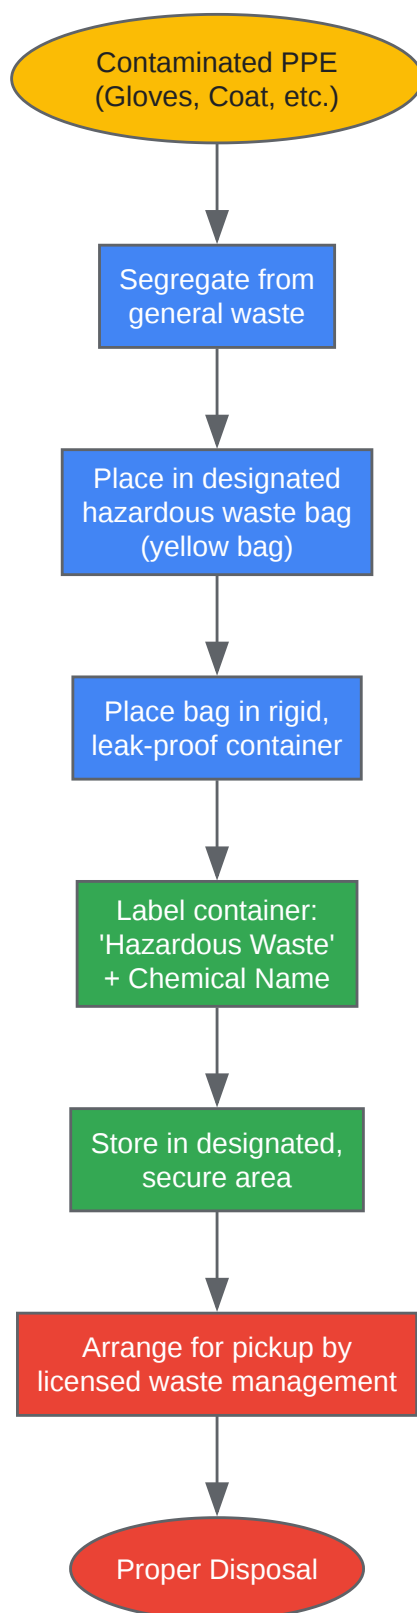 Contaminated PPE
(Gloves, Coat, etc.)
Segregate from
general waste
Place in designated
hazardous waste bag
(yellow bag)
Place bag in rigid,
leak-proof container
Label container:
'Hazardous Waste'
+ Chemical Name
Store in designated,
secure area
Arrange for pickup by
licensed waste management
Proper Disposal